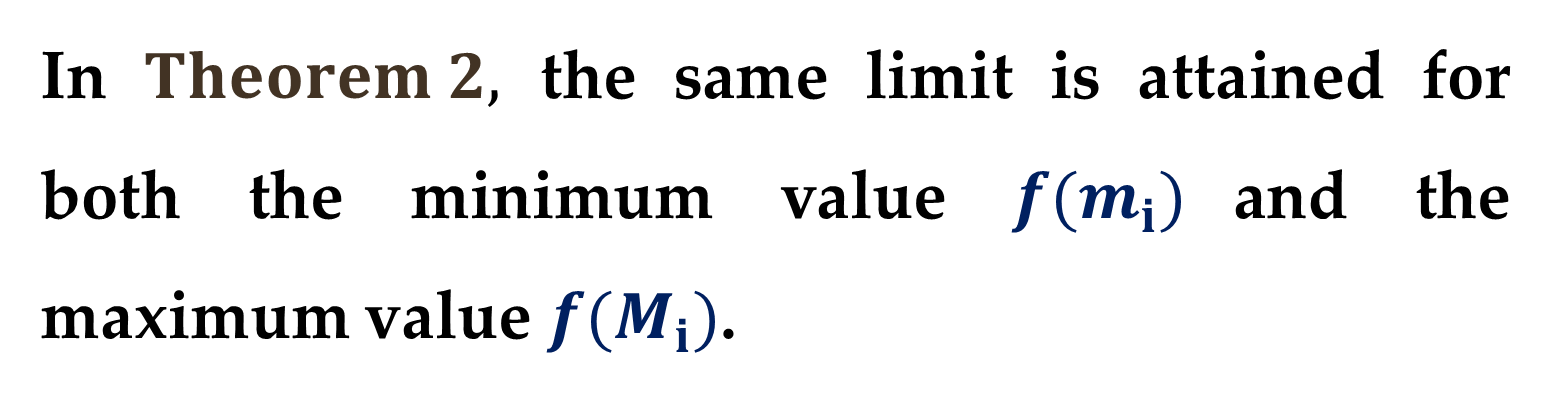 In Theorem 2, the same limit is attained for
both the minimum value f(mᵢ) and the
maximum value f(Mᵢ).